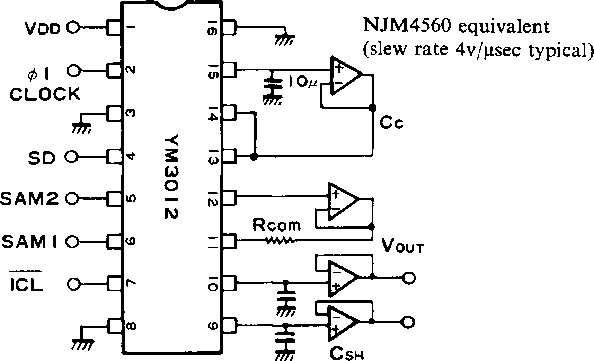 NJM4560 equivalent
(slew rate 4v/μsec typical)
VDD 1 16
φ1 CLOCK 2 15 10μ
3 14
Cc
SD 4 13
YM3012
SAM2 5 12
Rcom
SAM1 6 11
VOUT
ICL 7 10
8 9
CSH